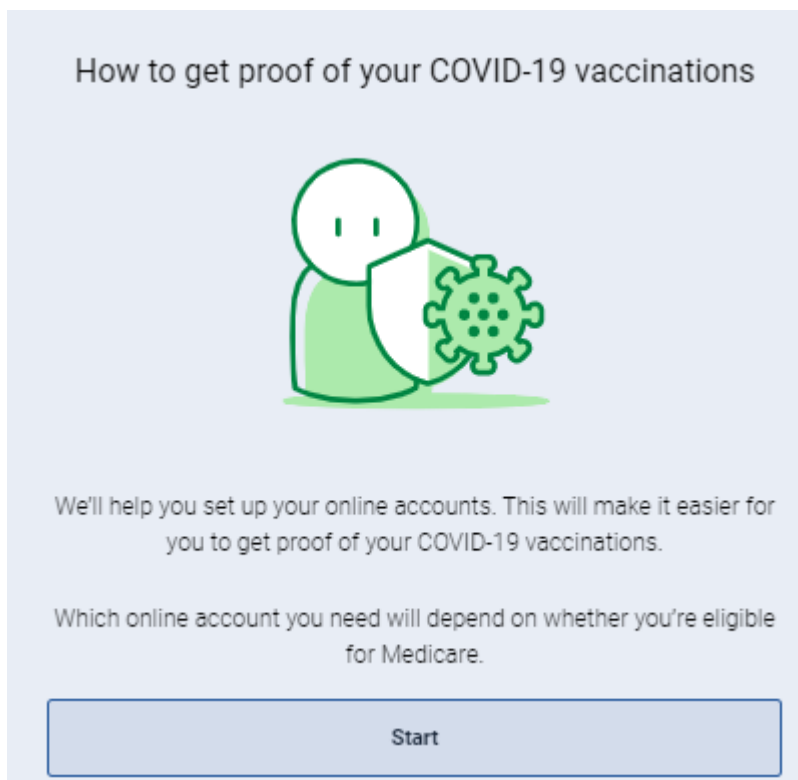 How to get proof of your COVID-19 vaccinations
We'll help you set up your online accounts. This will make it easier for
you to get proof of your COVID-19 vaccinations.
Which online account you need will depend on whether you're eligible
for Medicare.
Start